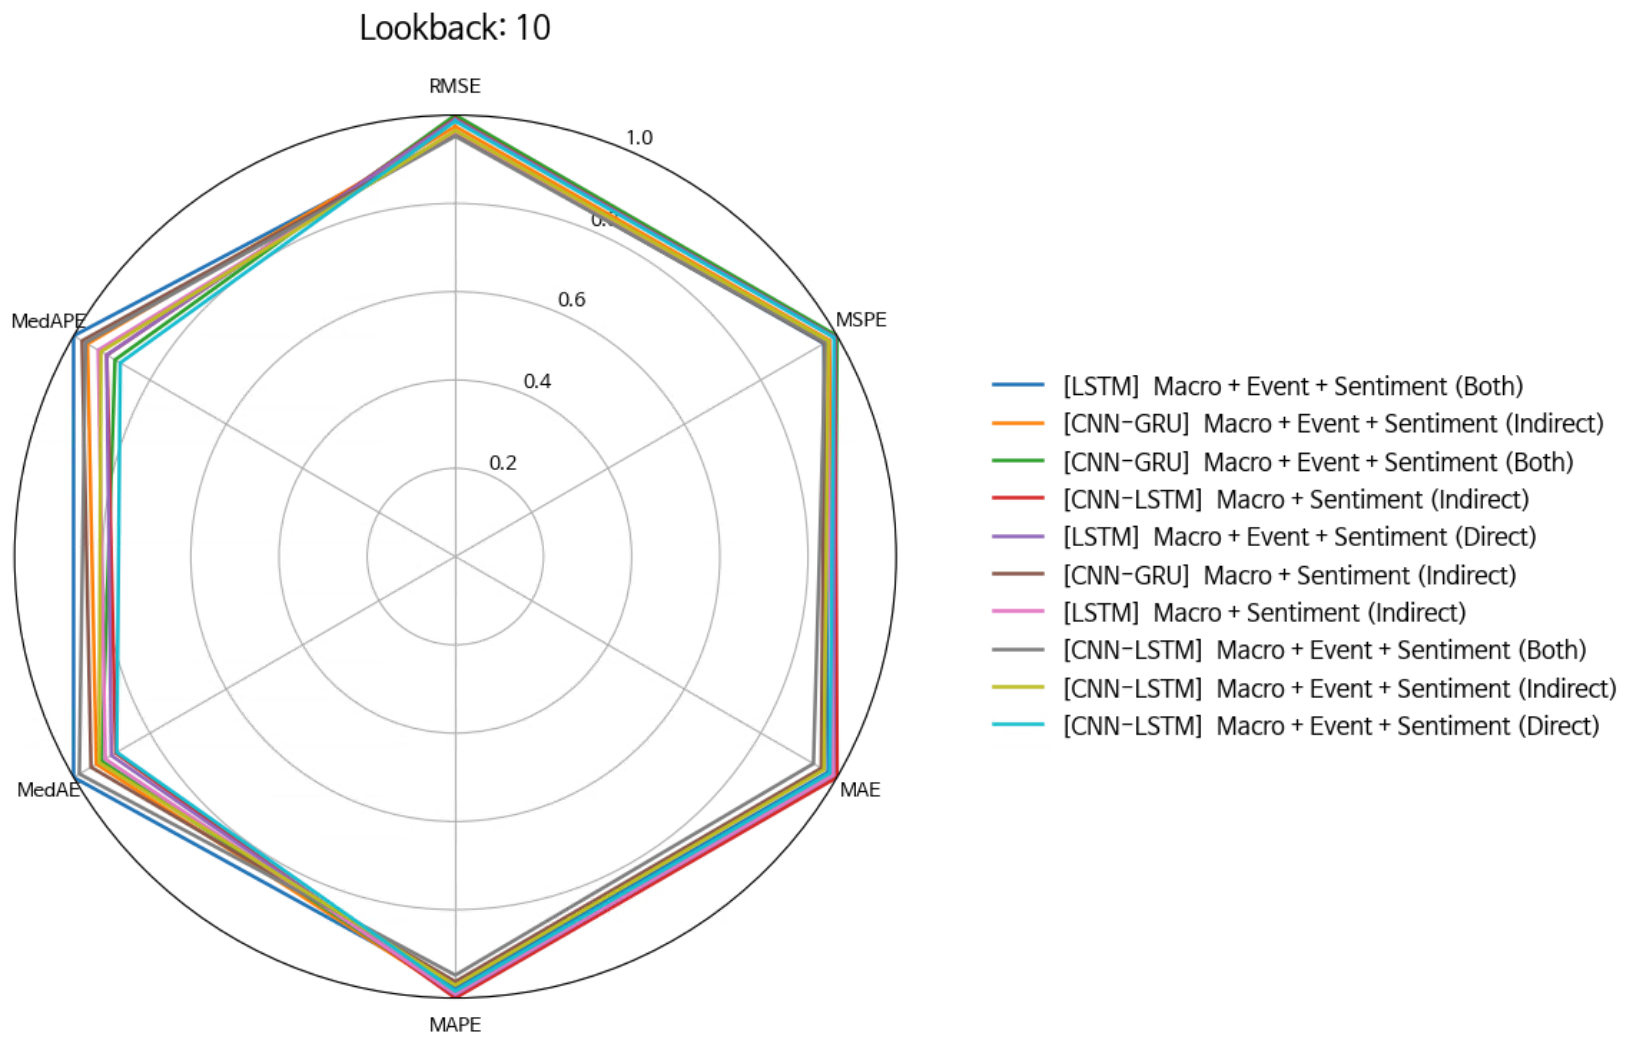 Lookback: 10
RMSE
1.0
0.8
MedAPE
MSPE
0.6
0.4
0.2
MedAE
MAE
MAPE
[LSTM] Macro + Event + Sentiment (Both)
[CNN-GRU] Macro + Event + Sentiment (Indirect)
[CNN-GRU] Macro + Event + Sentiment (Both)
[CNN-LSTM] Macro + Sentiment (Indirect)
[LSTM] Macro + Event + Sentiment (Direct)
[CNN-GRU] Macro + Sentiment (Indirect)
[LSTM] Macro + Sentiment (Indirect)
[CNN-LSTM] Macro + Event + Sentiment (Both)
[CNN-LSTM] Macro + Event + Sentiment (Indirect)
[CNN-LSTM] Macro + Event + Sentiment (Direct)